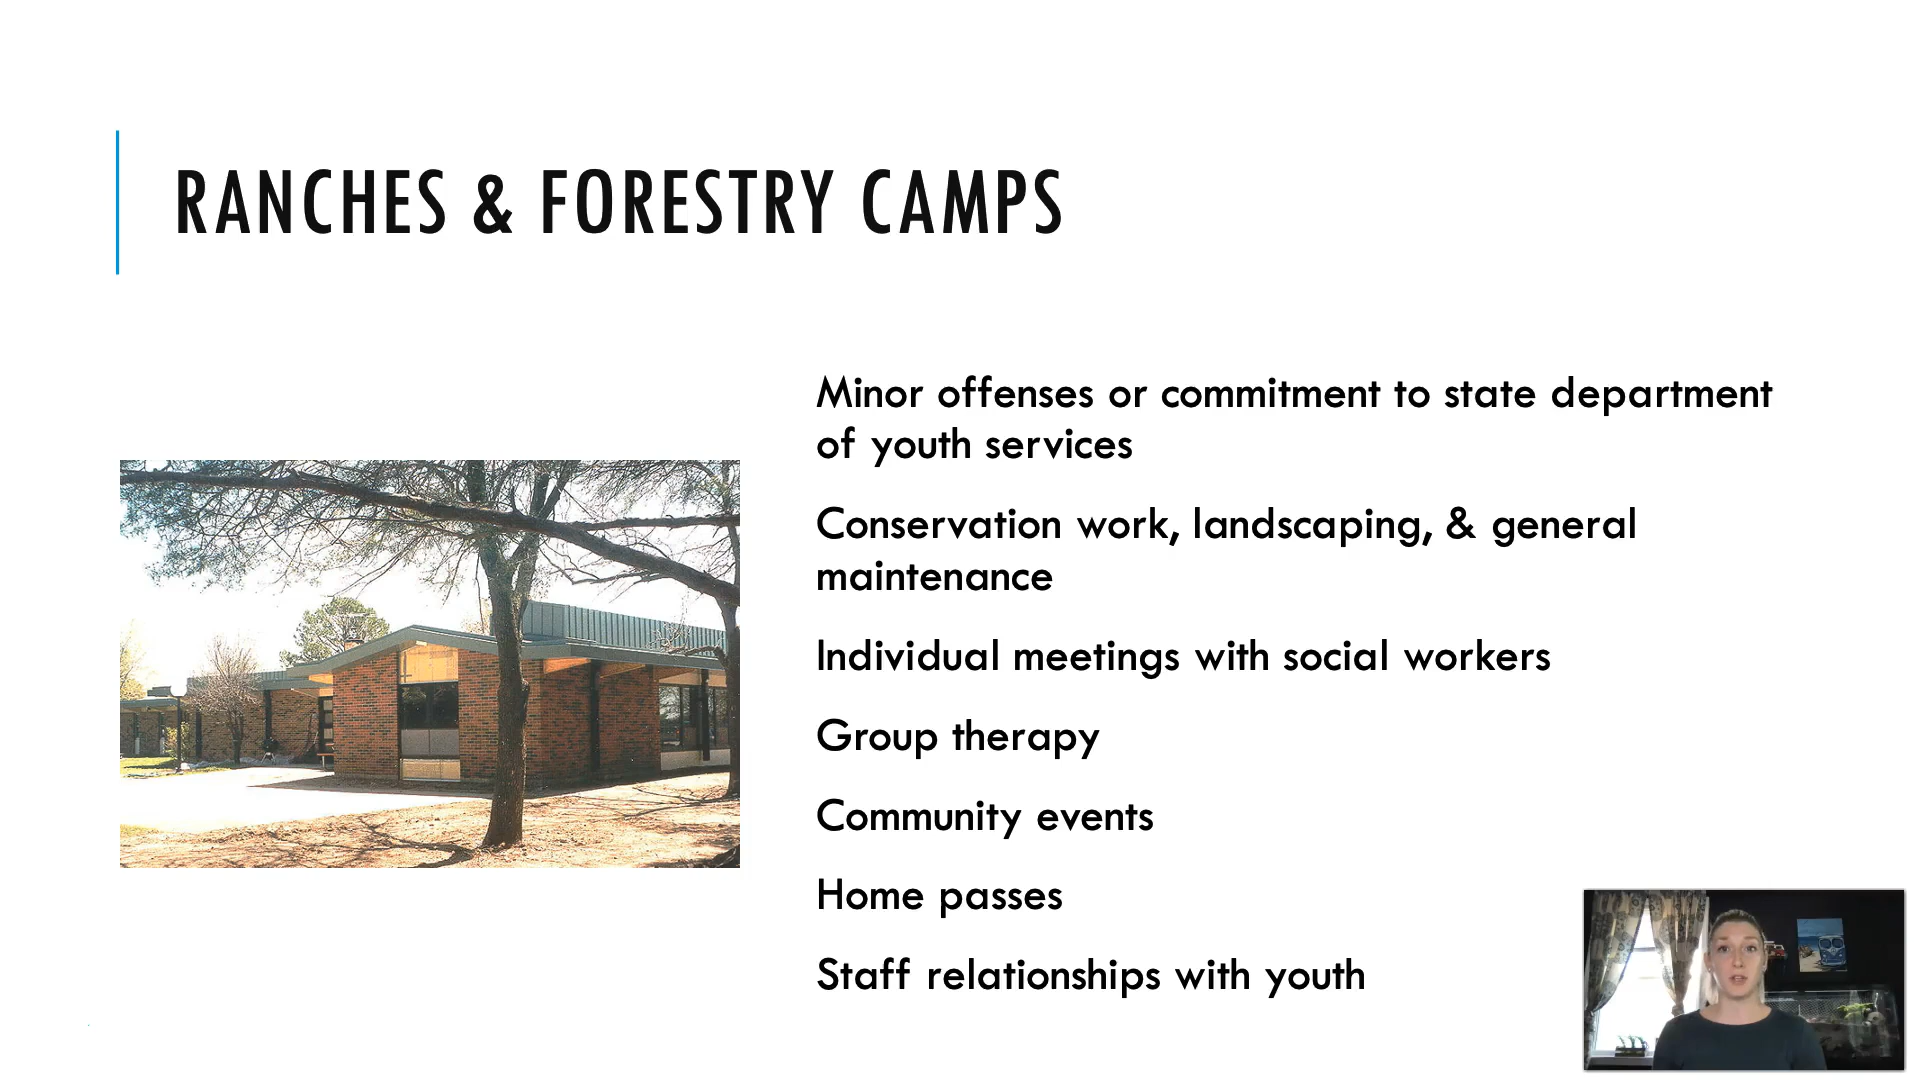 RANCHES & FORESTRY CAMPS
Minor offenses or commitment to state department
of youth services
Conservation work, landscaping, & general
maintenance
Individual meetings with social workers
Group therapy
Community events
Home passes
Staff relationships with youth